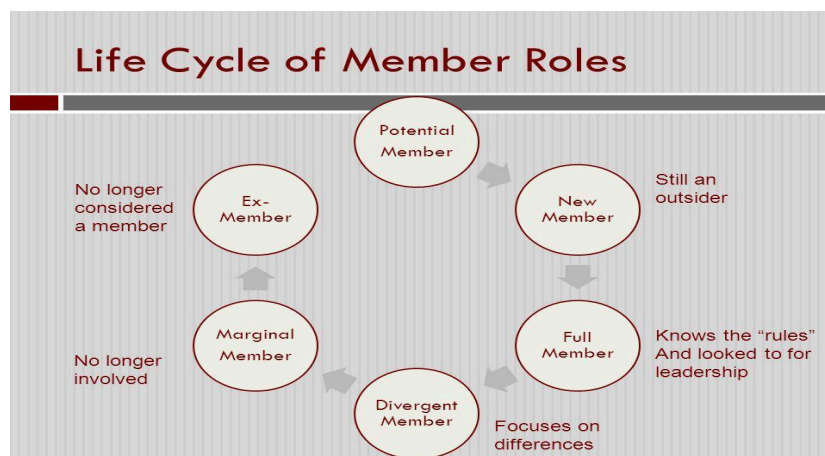 Life Cycle of Member Roles
Potential
Member
New
Member
Still an
outsider
Full
Member
Knows the “rules”
And looked to for
leadership
Divergent
Member
Focuses on
differences
Marginal
Member
No longer
involved
Ex-
Member
No longer
considered
a member